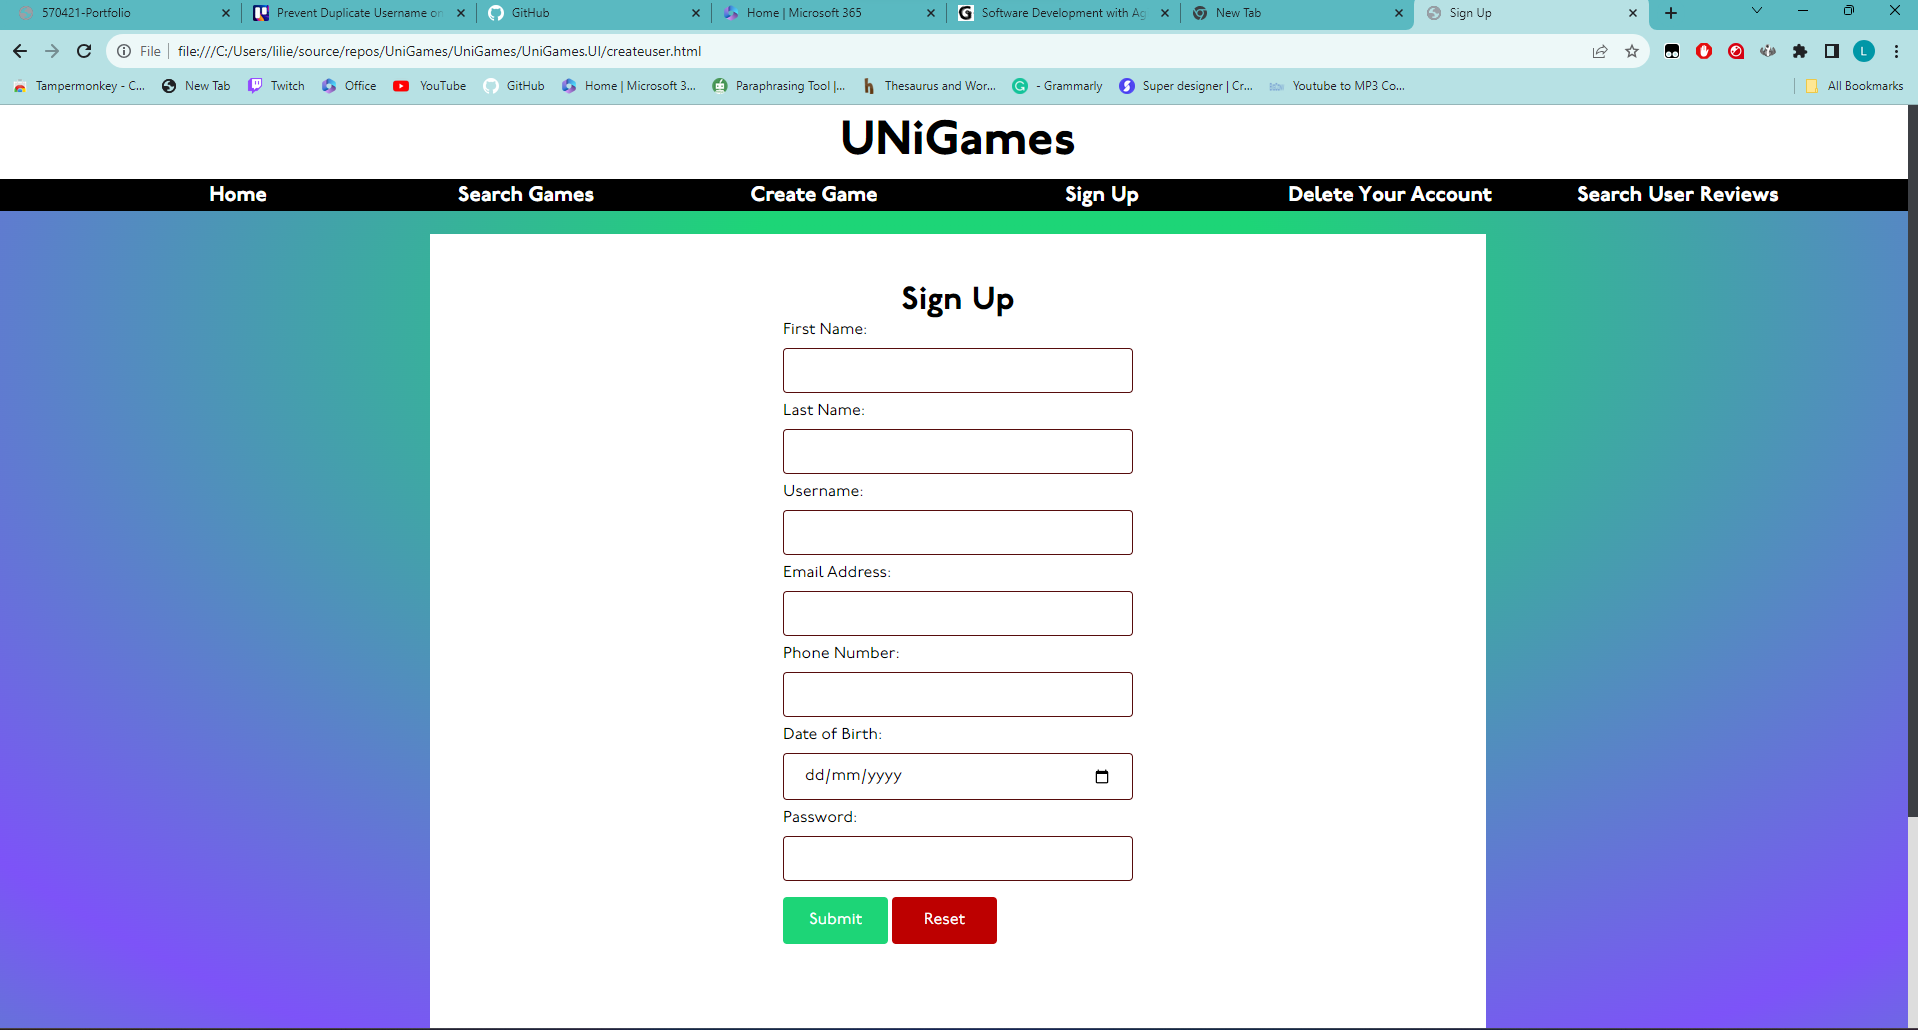 570421-Portfolio
Prevent Duplicate Username on
GitHub
Home | Microsoft 365
Software Development with Ag
New Tab
Sign Up
File
file:///C:/Users/lilie/source/repos/UniGames/UniGames/UniGames.UI/createuser.html
L
Tampermonkey - C...
New Tab
Twitch
Office
YouTube
GitHub
Home | Microsoft 3...
Paraphrasing Tool |...
Thesaurus and Wor...
- Grammarly
Super designer | Cr...
Youtube to MP3 Co...
All Bookmarks
UNiGames
Home Search Games Create Game Sign Up Delete Your Account Search User Reviews
Sign Up
First Name:
Last Name:
Username:
Email Address:
Phone Number:
Date of Birth:
dd/mm/yyyy
Password:
Submit Reset